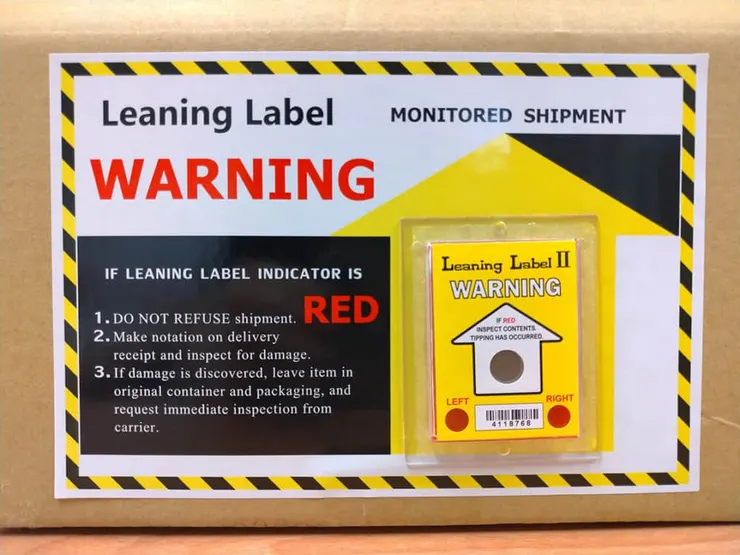 Leaning Label
MONITORED SHIPMENT
WARNING
IF LEANING LABEL INDICATOR IS
RED
1. DO NOT REFUSE shipment.
2. Make notation on delivery
receipt and inspect for damage.
3. If damage is discovered, leave item in
original container and packaging, and
request immediate inspection from
carrier.
Leaning Label II
WARNING
IF RED
INSPECT CONTENTS.
TIPPING HAS OCCURRED.
LEFT
RIGHT
4118768